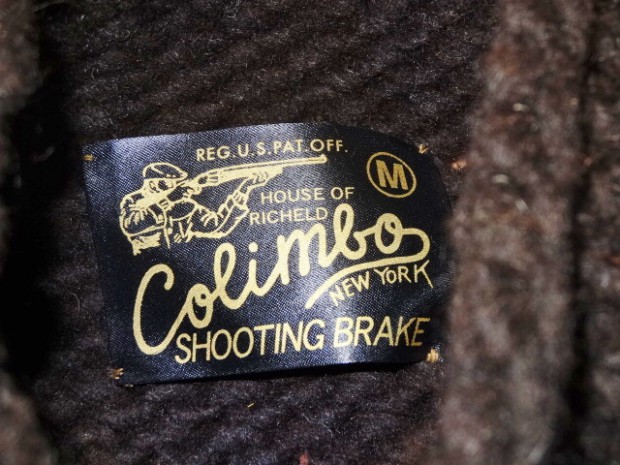 REG. U.S. PAT. OFF.
M
HOUSE OF
RICHELD
Colimbo
NEW YORK
SHOOTING BRAKE